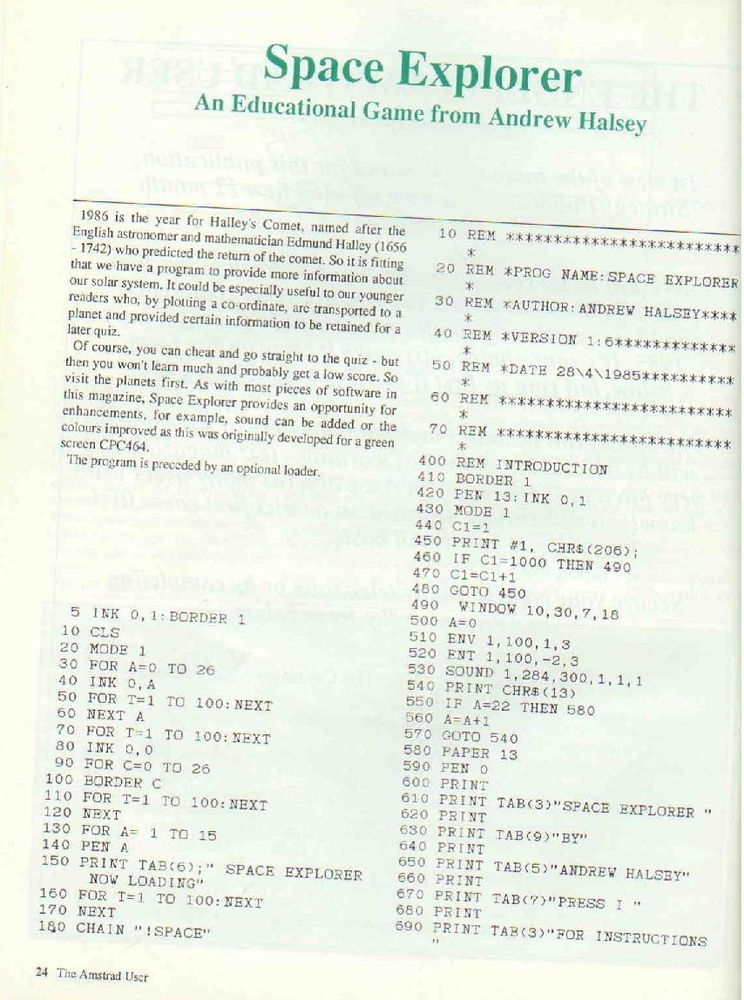 Space Explorer
An Educational Game from Andrew Halsey
1986 is the year for Halley's Comet, named after the
English astronomer and mathematician Edmund Halley (1656
- 1742) who predicted the return of the comet. So it is fitting
that we have a program to provide more information about
our solar system. It could be especially useful to our younger
readers who, by plotting a co-ordinate, are transported to a
planet and provided certain information to be retained for a
later quiz.
Of course, you can cheat and go straight to the quiz - but
then you won't learn much and probably get a low score. So
visit the planets first. As with most pieces of software in
this magazine, Space Explorer provides an opportunity for
enhancements, for example, sound can be added or the
colours improved as this was originally developed for a green
screen CPC464.
The program is preceded by an optional loader.
5 INK 0,1:BORDER 1
10 CLS
20 MODE 1
30 FOR A=0 TO 26
40 INK 0,A
50 FOR T=1 TO 100:NEXT
60 NEXT A
70 FOR T=1 TO 100:NEXT
80 INK 0,0
90 FOR C=0 TO 26
100 BORDER C
110 FOR T=1 TO 100:NEXT
120 NEXT
130 FOR A= 1 TO 15
140 PEN A
150 PRINT TAB(6);" SPACE EXPLORER
NOW LOADING"
160 FOR T=1 TO 100:NEXT
170 NEXT
180 CHAIN "!SPACE"
10 REM *************************
*
20 REM *PROG NAME:SPACE EXPLORER
*
30 REM *AUTHOR:ANDREW HALSEY****
*
40 REM *VERSION 1:6*************
*
50 REM *DATE 28\4\1985**********
*
60 REM *************************
*
70 REM *************************
*
400 REM INTRODUCTION
410 BORDER 1
420 PEN 13:INK 0,1
430 MODE 1
440 C1=1
450 PRINT #1, CHR$(206);
460 IF C1=1000 THEN 490
470 C1=C1+1
480 GOTO 450
490 WINDOW 10,30,7,18
500 A=0
510 ENV 1,100,1,3
520 ENT 1,100,-2,3
530 SOUND 1,284,300,1,1,1
540 PRINT CHR$(13)
550 IF A=22 THEN 580
560 A=A+1
570 GOTO 540
580 PAPER 13
590 PEN 0
600 PRINT
610 PRINT TAB(3)"SPACE EXPLORER "
620 PRINT
630 PRINT TAB(9)"BY"
640 PRINT
650 PRINT TAB(5)"ANDREW HALSEY"
660 PRINT
670 PRINT TAB(7)"PRESS I "
680 PRINT
690 PRINT TAB(3)"FOR INSTRUCTIONS
"
24 The Amstrad User